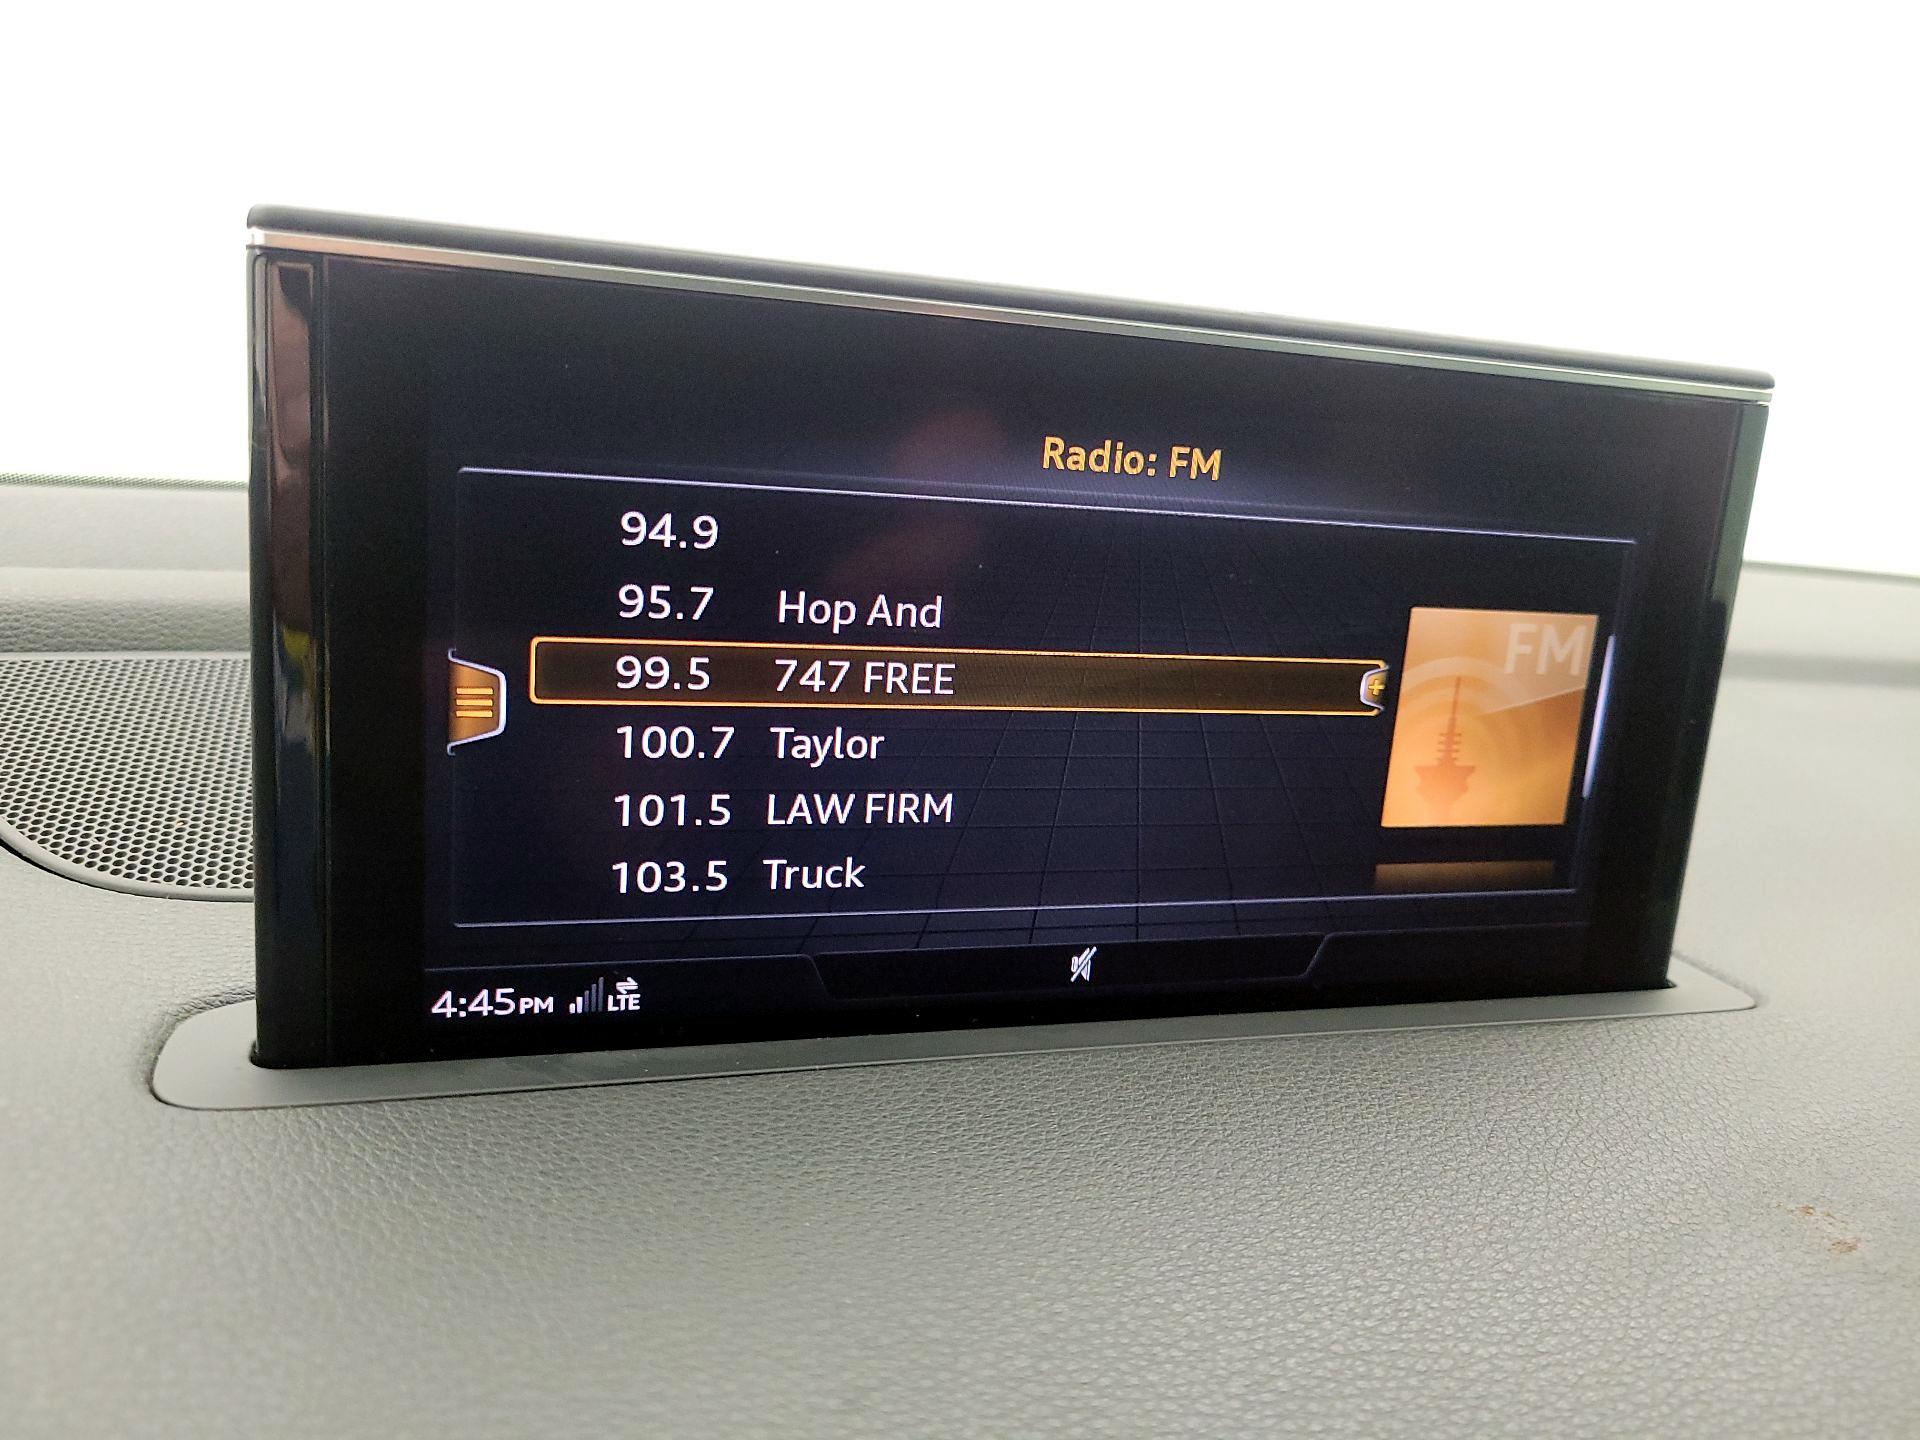 Radio: FM
94.9
95.7 Hop And
99.5 747 FREE
100.7 Taylor
101.5 LAW FIRM
103.5 Truck
FM
4:45PM LTE